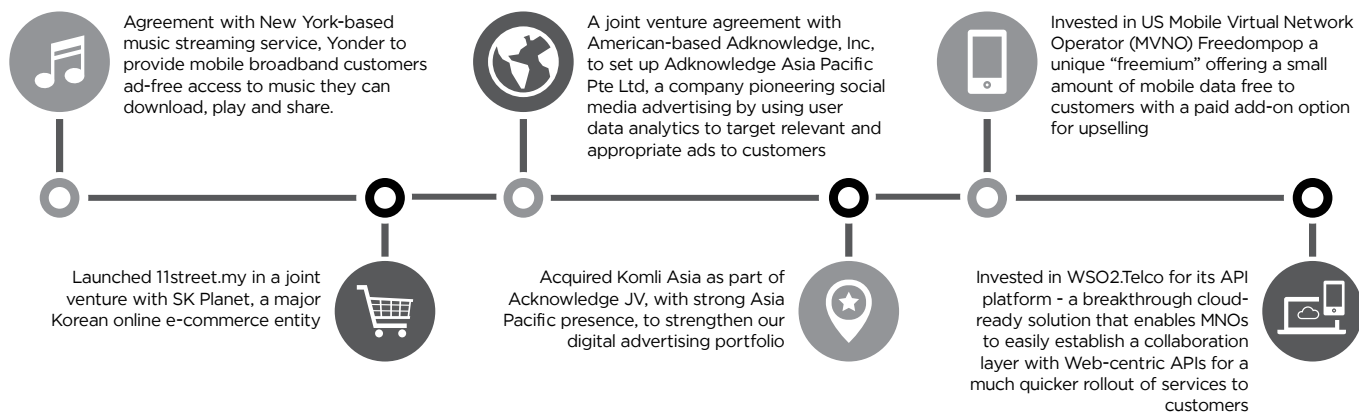 Agreement with New York-based
music streaming service, Yonder to
provide mobile broadband customers
ad-free access to music they can
download, play and share.
Launched 11street.my in a joint
venture with SK Planet, a major
Korean online e-commerce entity
A joint venture agreement with
American-based Adknowledge, Inc,
to set up Adknowledge Asia Pacific
Pte Ltd, a company pioneering social
media advertising by using user
data analytics to target relevant and
appropriate ads to customers
Acquired Komli Asia as part of
Acknowledge JV, with strong Asia
Pacific presence, to strengthen our
digital advertising portfolio
Invested in US Mobile Virtual Network
Operator (MVNO) Freedompop a
unique “freemium” offering a small
amount of mobile data free to
customers with a paid add-on option
for upselling
Invested in WSO2.Telco for its API
platform - a breakthrough cloud-
ready solution that enables MNOs
to easily establish a collaboration
layer with Web-centric APIs for a
much quicker rollout of services to
customers